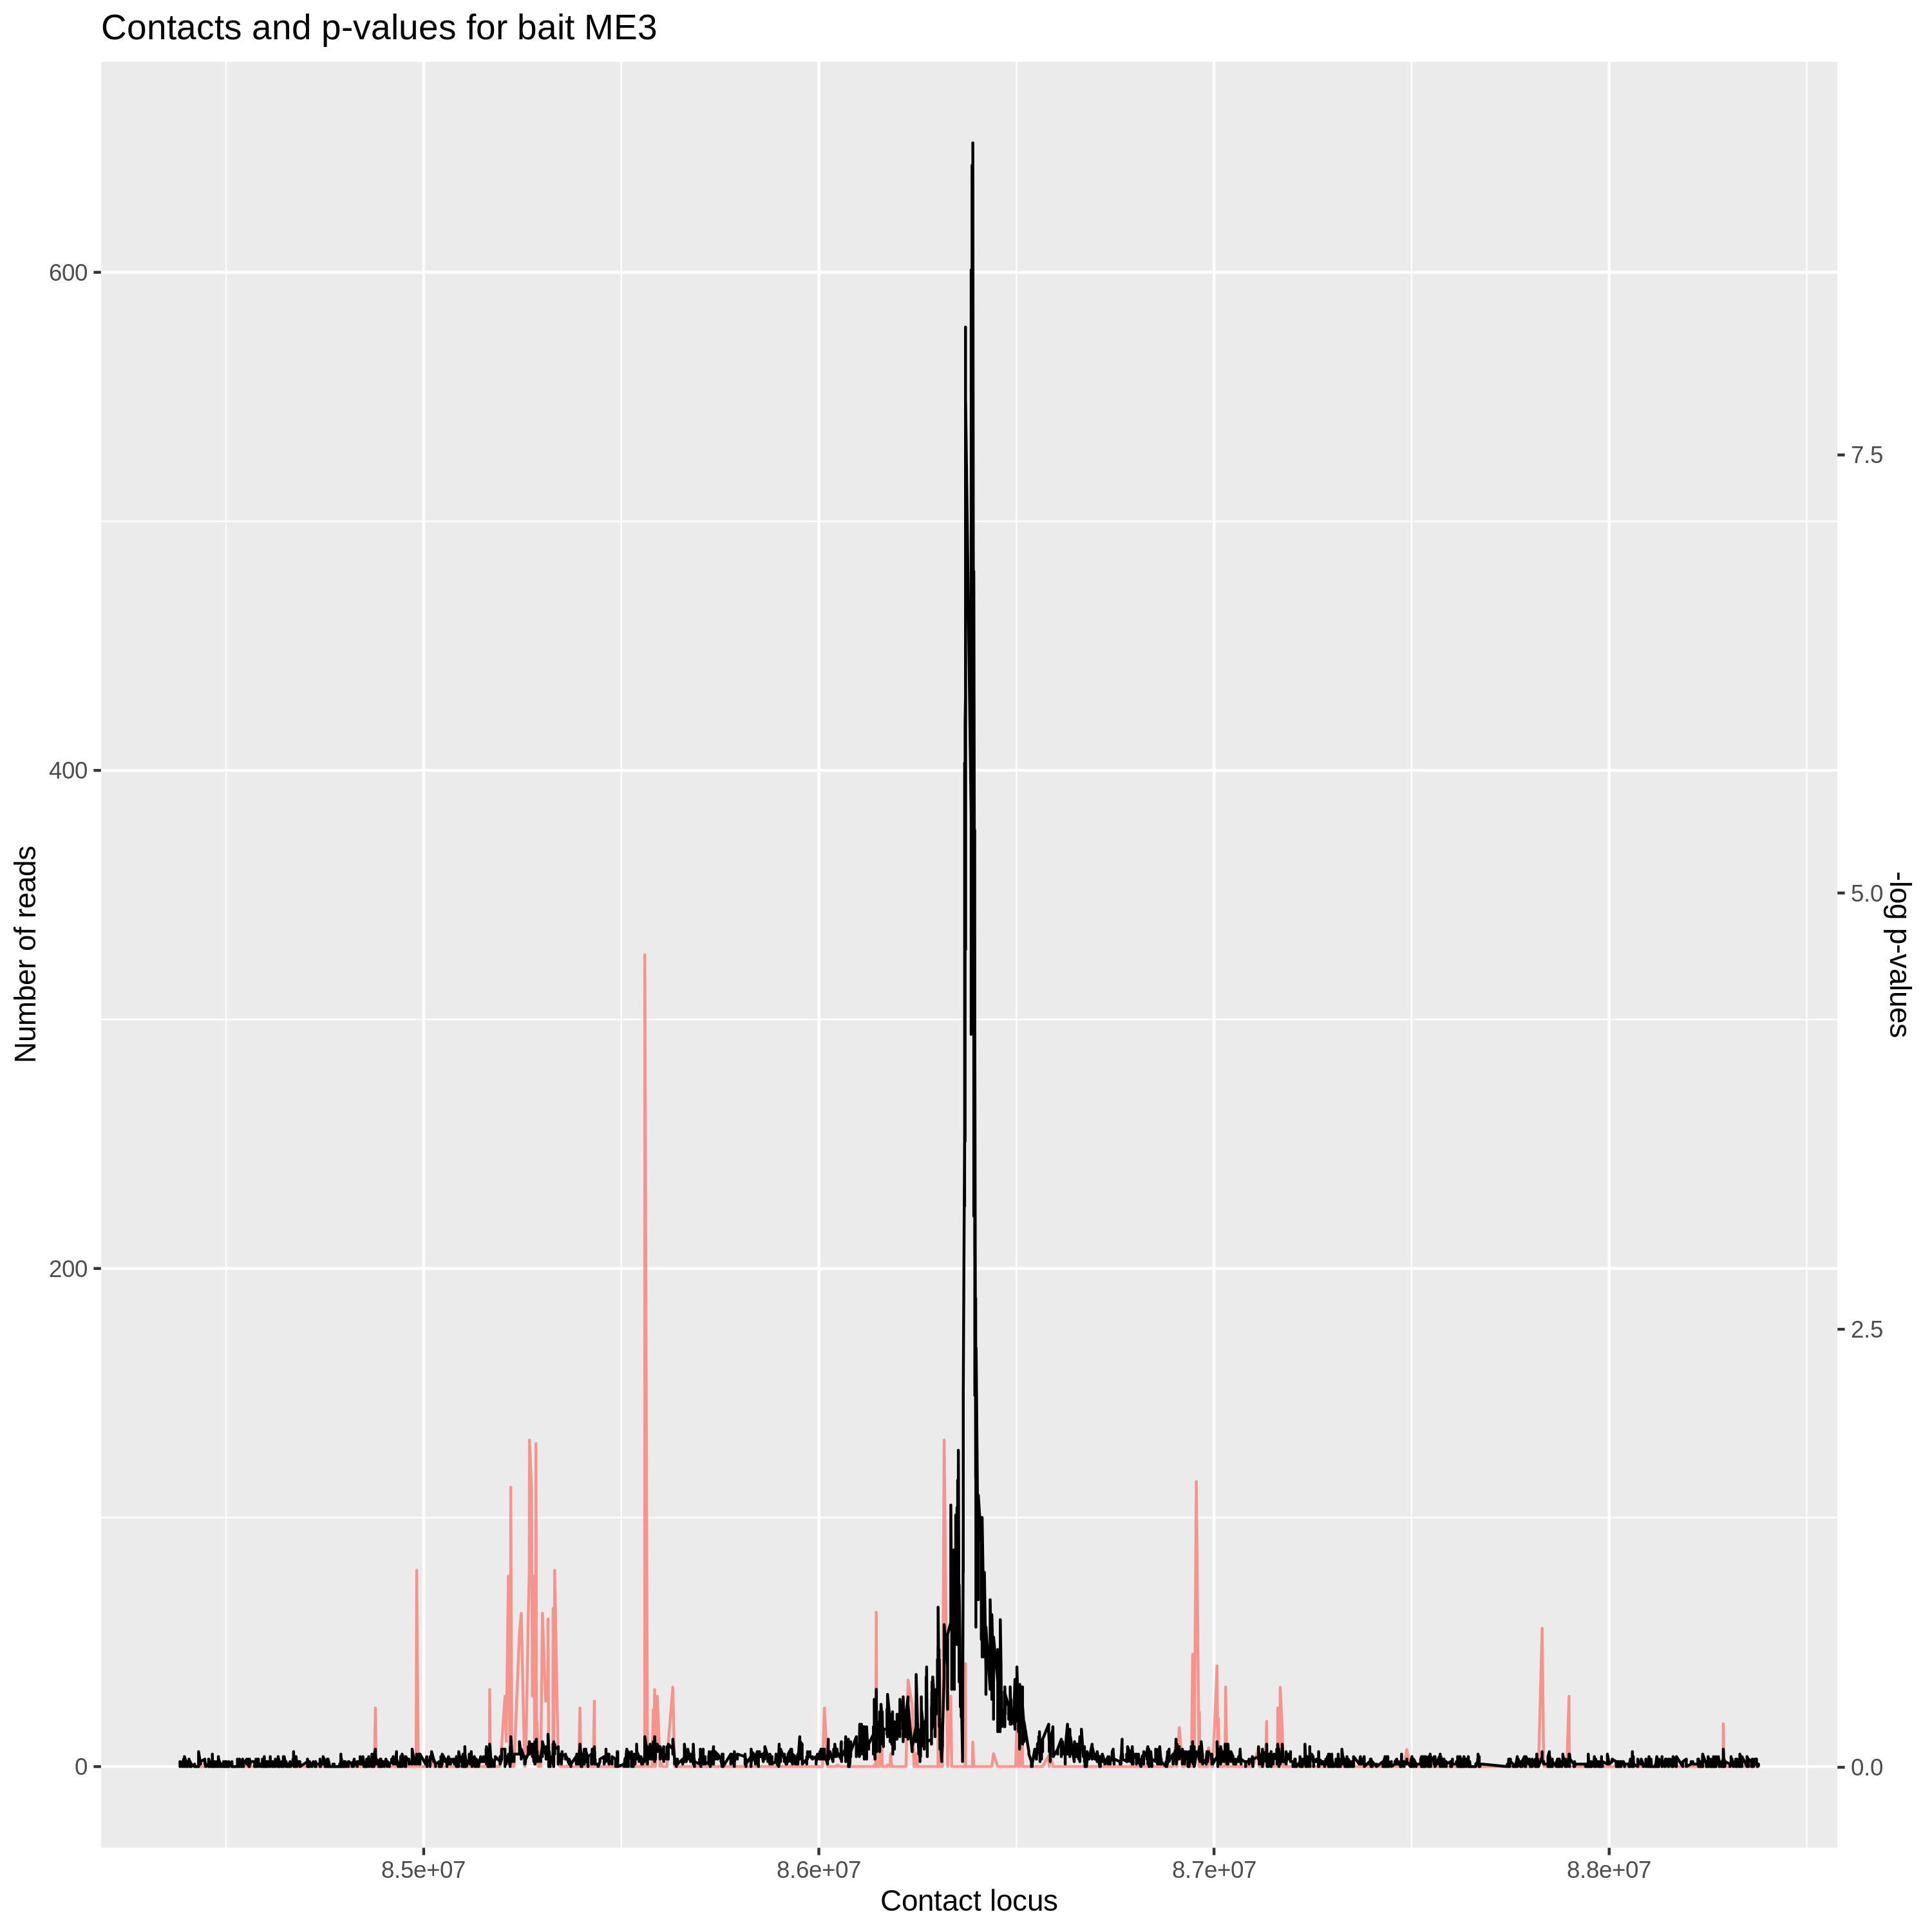 Contacts and p-values for bait ME3
600
400
200
0
Number of reads
7.5
5.0
2.5
0.0
-log p-values
8.5e+07 8.6e+07 8.7e+07 8.8e+07
Contact locus